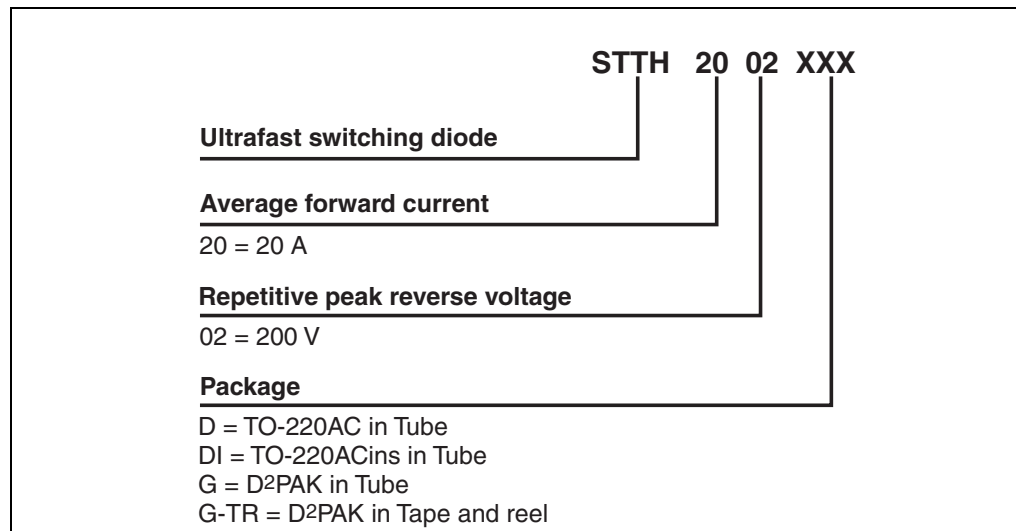 STTH 20 02 XXX
Ultrafast switching diode
Average forward current
20 = 20 A
Repetitive peak reverse voltage
02 = 200 V
Package
D = TO-220AC in Tube
DI = TO-220ACins in Tube
G = D²PAK in Tube
G-TR = D²PAK in Tape and reel